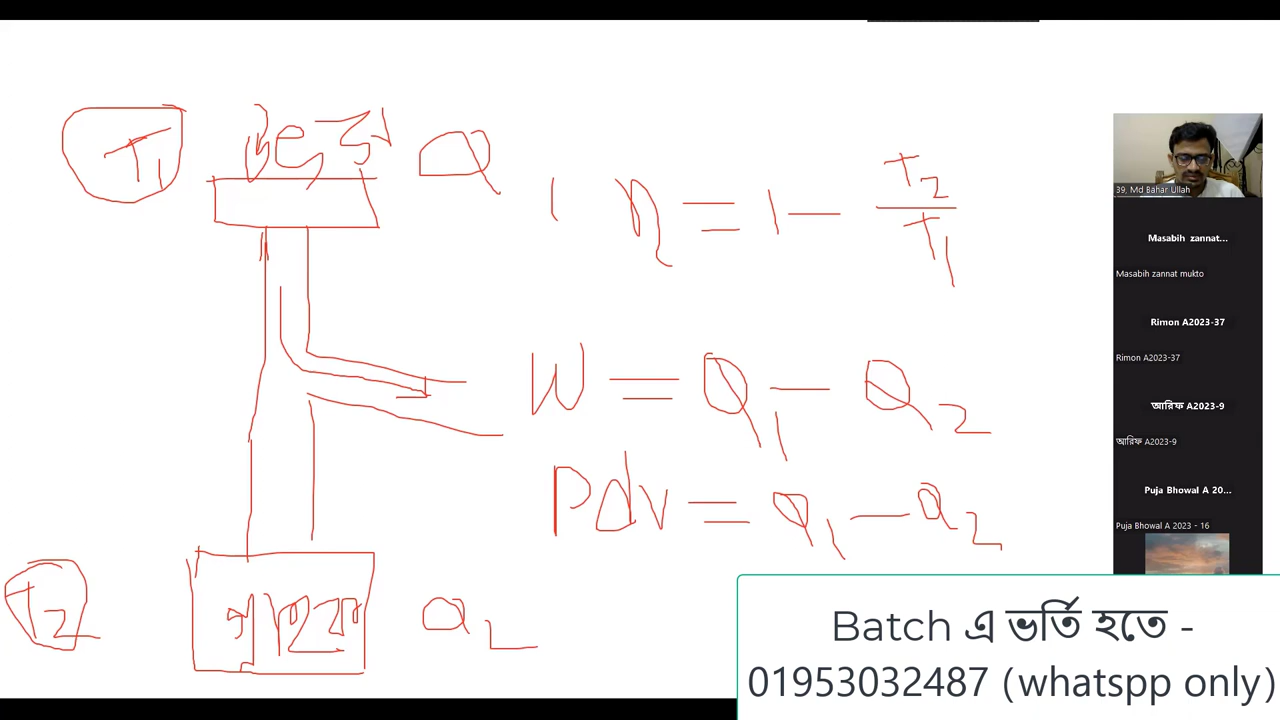 T₁ উৎস Q 1
η = 1 - T₂/T₁
W = Q₁ - Q₂
Pdv = Q₁ - Q₂
T₂ গ্রাহক Q₂
39, Md Bahar Ullah
Masabih zannat...
Masabih zannat mukto
Rimon A2023-37
Rimon A2023-37
আরিফ A2023-9
আরিফ A2023-9
Puja Bhowal A 20...
Puja Bhowal A 2023 - 16
Batch এ ভর্তি হতে -
01953032487 (whatspp only)